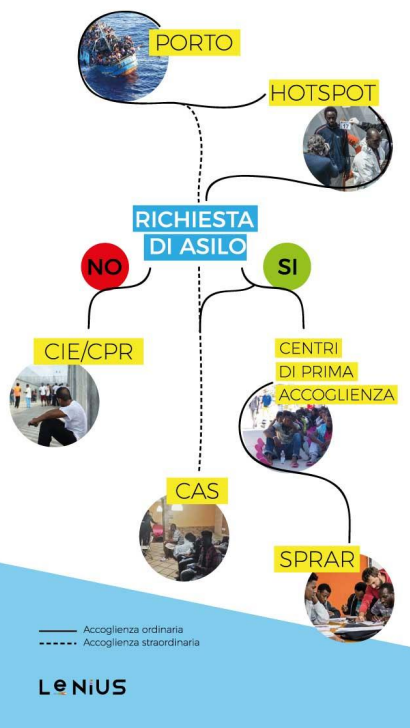 PORTO
HOTSPOT
RICHIESTA
DI ASILO
NO
SI
CIE/CPR
CENTRI
DI PRIMA
ACCOGLIENZA
CAS
SPRAR
Accoglienza ordinaria
Accoglienza straordinaria
LeNiUS